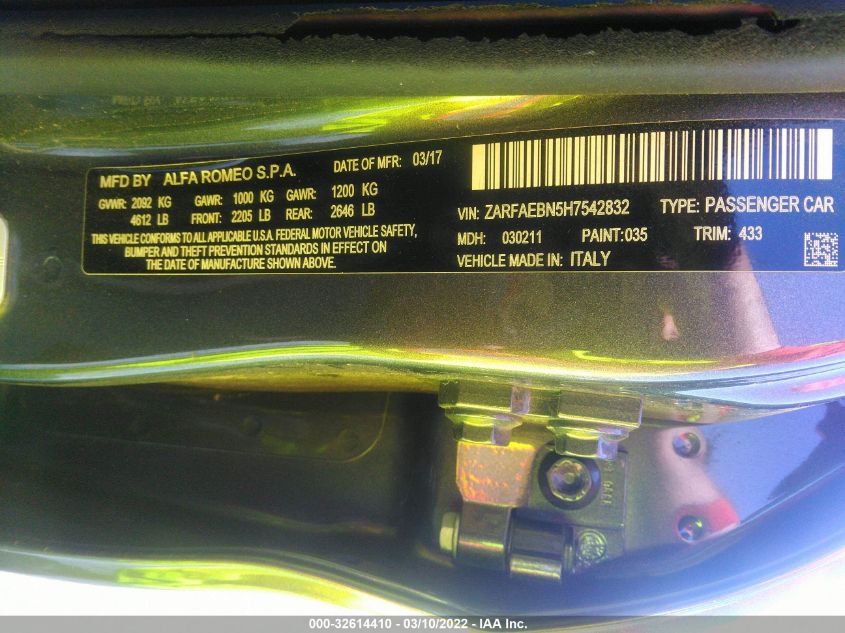 MFD BY ALFA ROMEO S.P.A. DATE OF MFR: 03/17
GVWR: 2092 KG GAWR: 1000 KG GAWR: 1200 KG
4612 LB FRONT: 2205 LB REAR: 2646 LB
THIS VEHICLE CONFORMS TO ALL APPLICABLE U.S.A. FEDERAL MOTOR VEHICLE SAFETY,
BUMPER AND THEFT PREVENTION STANDARDS IN EFFECT ON
THE DATE OF MANUFACTURE SHOWN ABOVE.
VIN: ZARFAEBN5H7542832 TYPE: PASSENGER CAR
MDH: 030211 PAINT: 035 TRIM: 433
VEHICLE MADE IN: ITALY
000-32614410 - 03/10/2022 - IAA Inc.